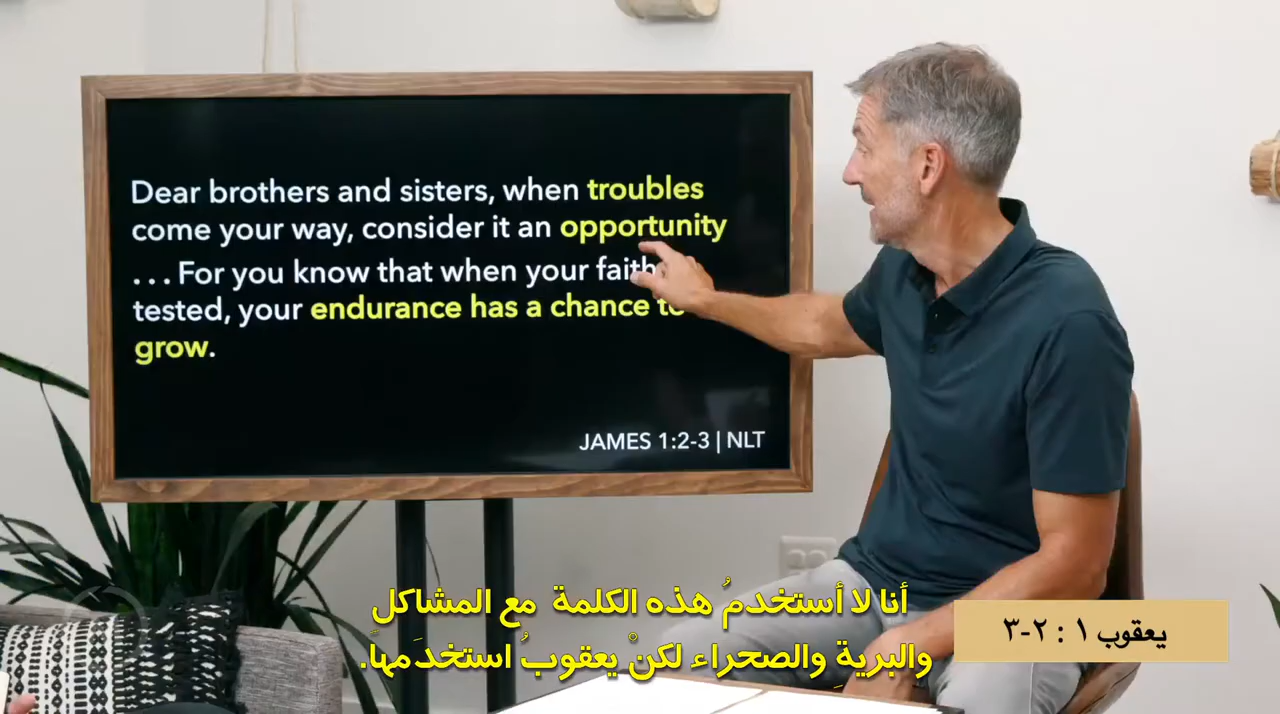 Dear brothers and sisters, when troubles
come your way, consider it an opportunity
...For you know that when your faith
tested, your endurance has a chance to
grow.
JAMES 1:2-3 | NLT
أنا لا أستخدمُ هذه الكلمة مع المشاكل
والبريةِ والصحراء لكنْ يعقوبُ استخدَمهاَ.
يعقوب ١ : ٢-٣